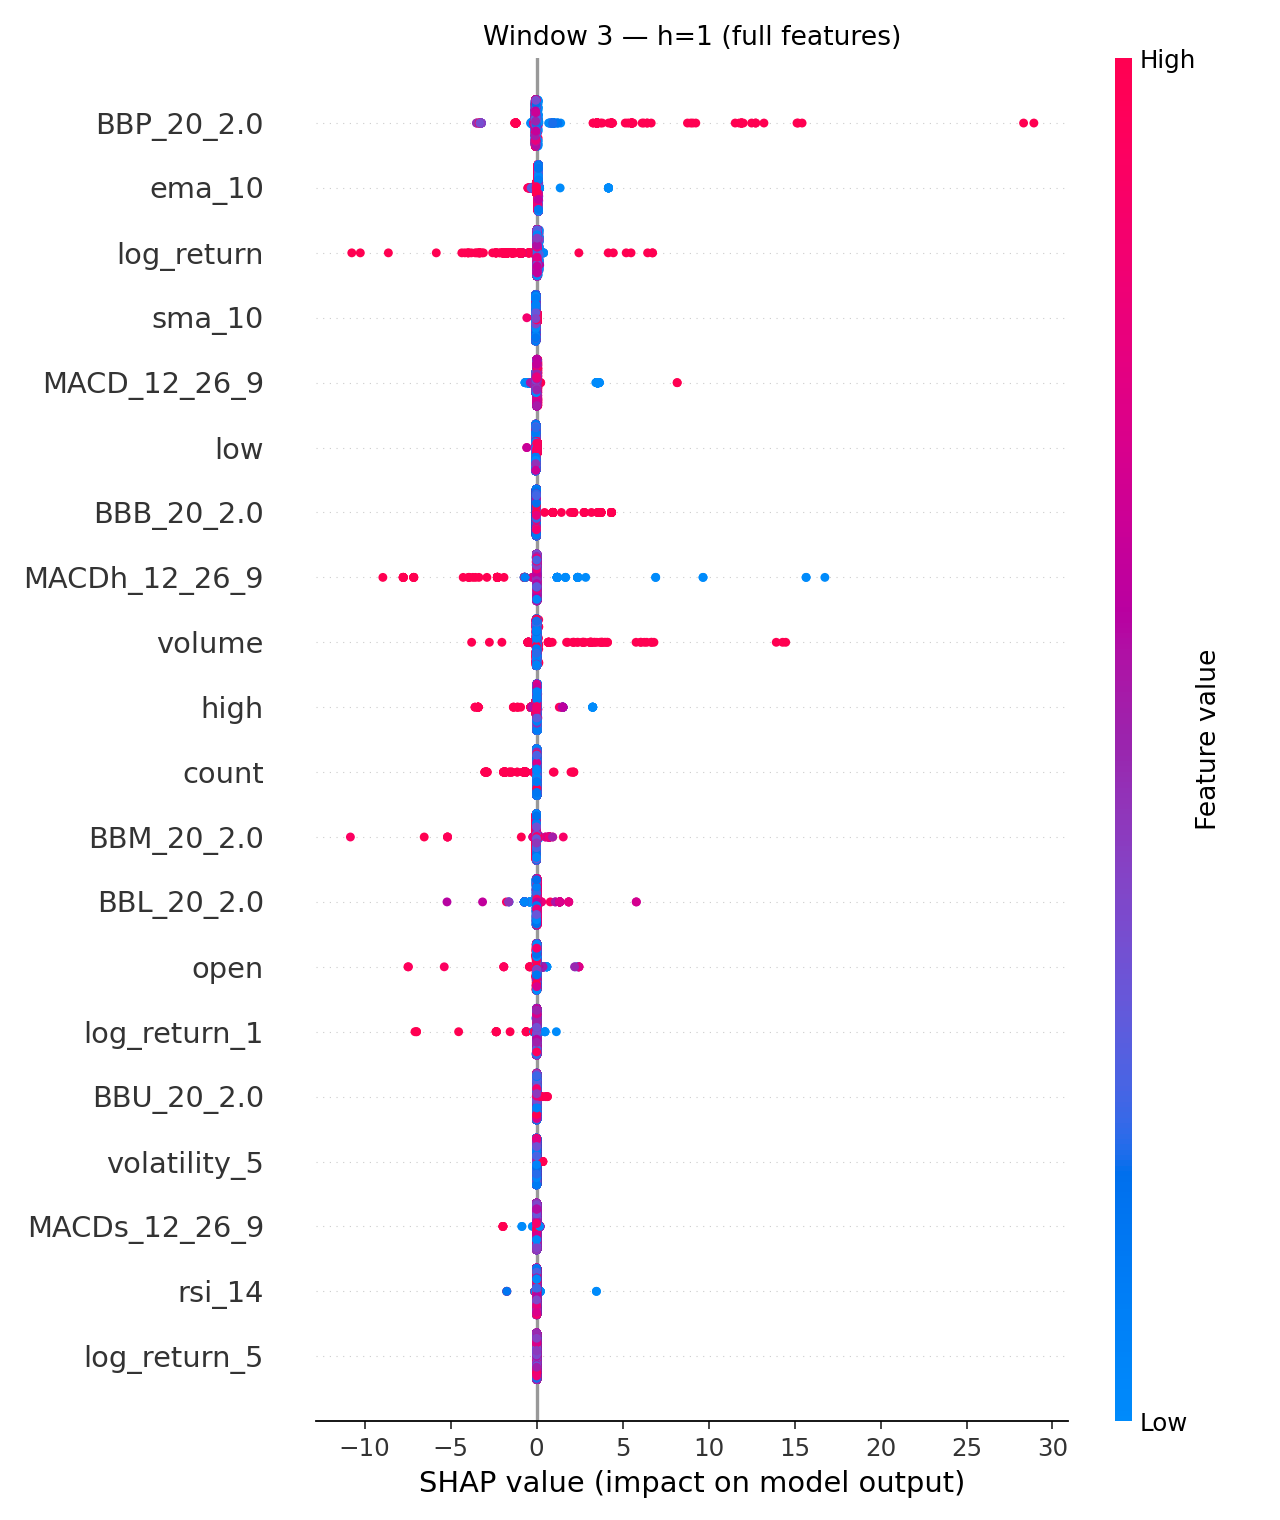 Window 3 — h=1 (full features)
High
BBP_20_2.0
ema_10
log_return
sma_10
MACD_12_26_9
low
BBB_20_2.0
MACDh_12_26_9
volume
high
count
BBM_20_2.0
BBL_20_2.0
open
log_return_1
BBU_20_2.0
volatility_5
MACDs_12_26_9
rsi_14
log_return_5
Feature value
Low
−10 −5 0 5 10 15 20 25 30
SHAP value (impact on model output)